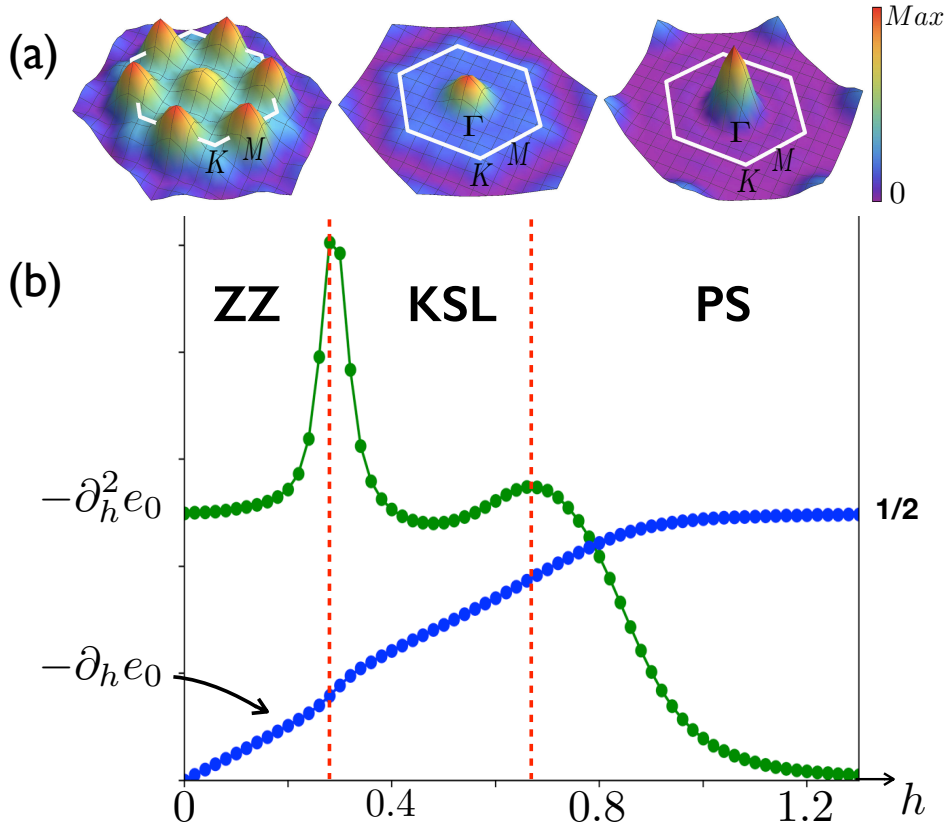 (a)
Max
0
K M
Γ
K M
Γ
K M
(b)
ZZ KSL PS
−∂²ₕe₀
1/2
−∂ₕe₀
0 0.4 0.8 1.2 h